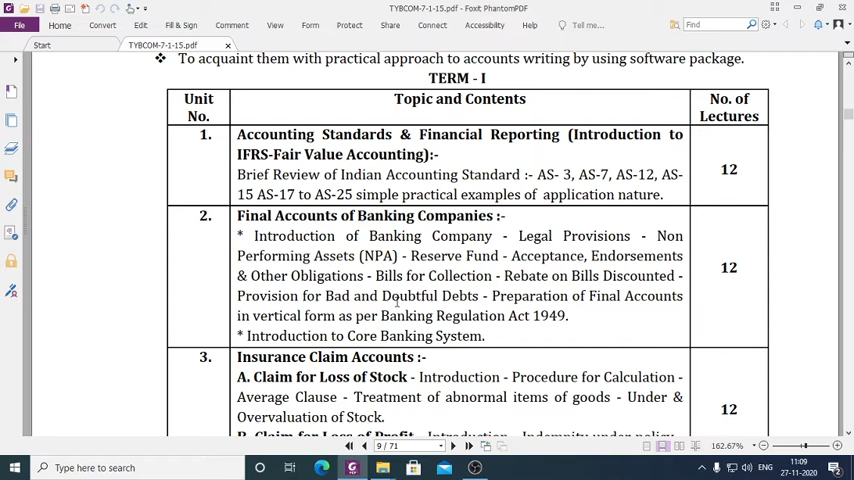 TYBCOM-7-1-15.pdf - Foxit PhantomPDF
File Home Convert Edit Fill & Sign Comment View Form Protect Share Connect Accessibility Help Tell me... Find
Start TYBCOM-7-1-15.pdf
❖ To acquaint them with practical approach to accounts writing by using software package.
TERM - I
Unit No. Topic and Contents No. of Lectures
1. Accounting Standards & Financial Reporting (Introduction to
IFRS-Fair Value Accounting):-
Brief Review of Indian Accounting Standard :- AS- 3, AS-7, AS-12, AS-
15 AS-17 to AS-25 simple practical examples of application nature.
12
2. Final Accounts of Banking Companies :-
* Introduction of Banking Company - Legal Provisions - Non
Performing Assets (NPA) - Reserve Fund - Acceptance, Endorsements
& Other Obligations - Bills for Collection - Rebate on Bills Discounted -
Provision for Bad and Doubtful Debts - Preparation of Final Accounts
in vertical form as per Banking Regulation Act 1949.
* Introduction to Core Banking System.
12
3. Insurance Claim Accounts :-
A. Claim for Loss of Stock - Introduction - Procedure for Calculation -
Average Clause - Treatment of abnormal items of goods - Under &
Overvaluation of Stock.
B. Claim for Loss of Profit - Introduction - Indemnity under policy
12
9 / 71 162.67%
Type here to search
ENG 11:09
27-11-2020